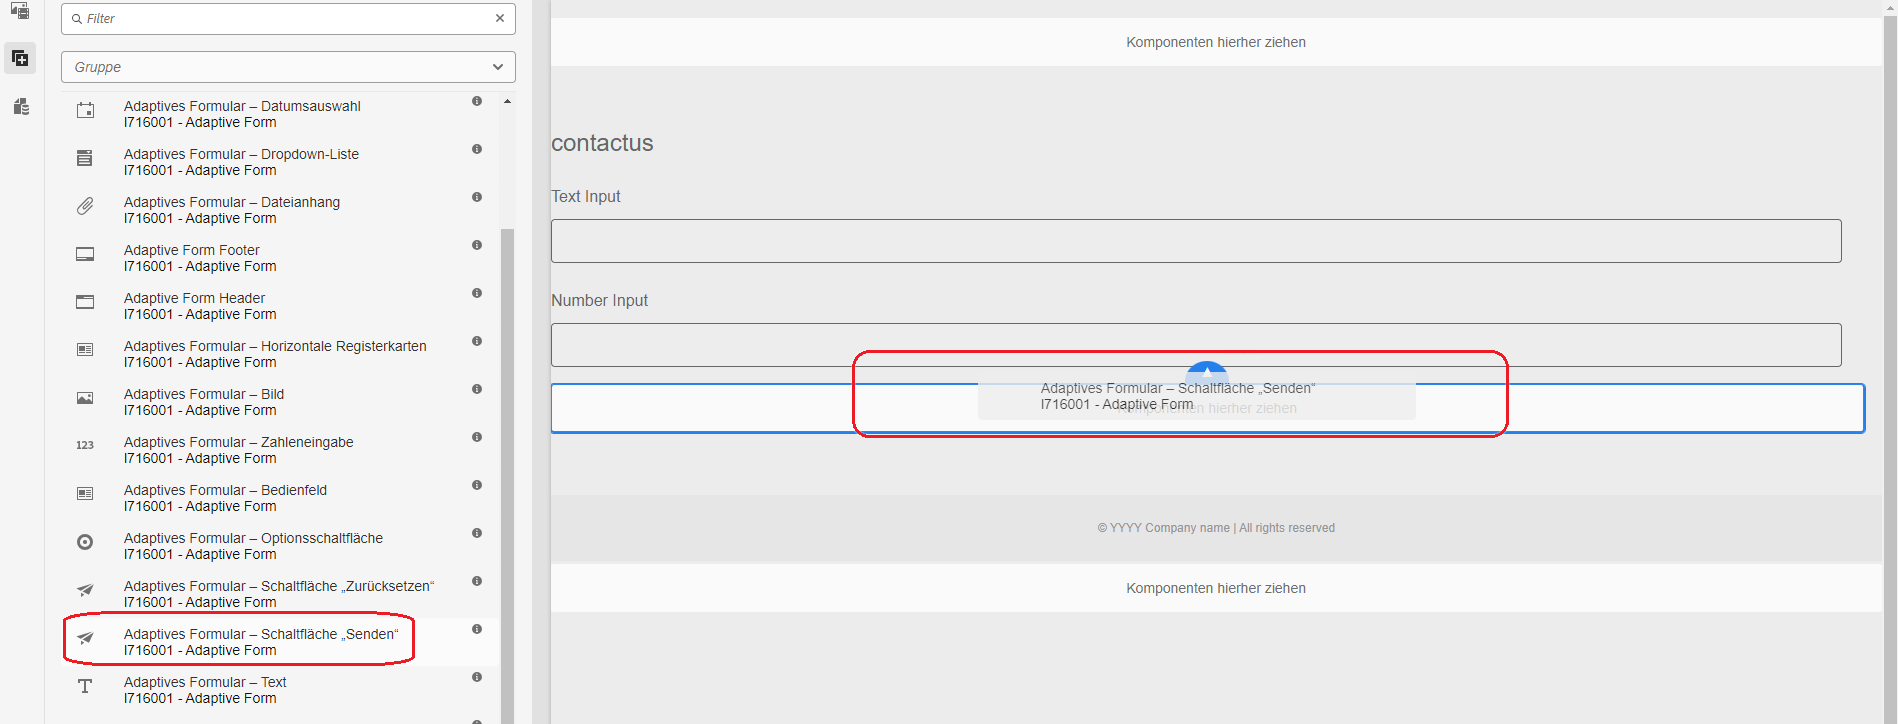 Filter
Gruppe
Adaptives Formular – Datumsauswahl
I716001 - Adaptive Form
Adaptives Formular – Dropdown-Liste
I716001 - Adaptive Form
Adaptives Formular – Dateianhang
I716001 - Adaptive Form
Adaptive Form Footer
I716001 - Adaptive Form
Adaptive Form Header
I716001 - Adaptive Form
Adaptives Formular – Horizontale Registerkarten
I716001 - Adaptive Form
Adaptives Formular – Bild
I716001 - Adaptive Form
123
Adaptives Formular – Zahleneingabe
I716001 - Adaptive Form
Adaptives Formular – Bedienfeld
I716001 - Adaptive Form
Adaptives Formular – Optionsschaltfläche
I716001 - Adaptive Form
Adaptives Formular – Schaltfläche „Zurücksetzen“
I716001 - Adaptive Form
Adaptives Formular – Schaltfläche „Senden“
I716001 - Adaptive Form
Adaptives Formular – Text
I716001 - Adaptive Form
Komponenten hierher ziehen
contactus
Text Input
Number Input
Adaptives Formular – Schaltfläche „Senden“
I716001 - Adaptive Form
Komponenten hierher ziehen
© YYYY Company name | All rights reserved
Komponenten hierher ziehen